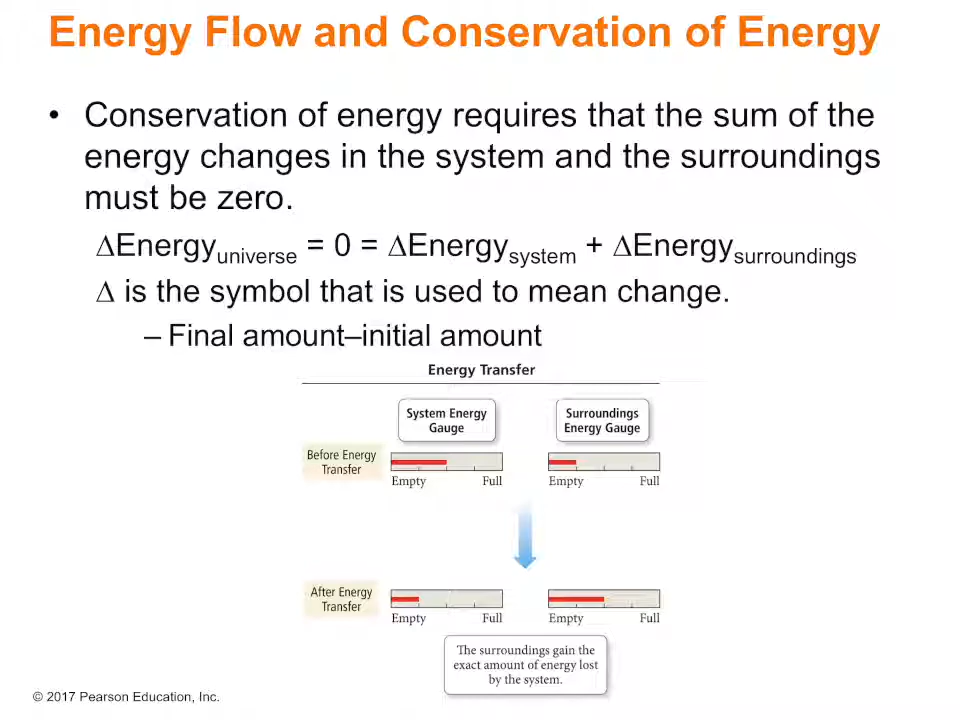 Energy Flow and Conservation of Energy
• Conservation of energy requires that the sum of the
energy changes in the system and the surroundings
must be zero.
∆Energyuniverse = 0 = ∆Energysystem + ∆Energysurroundings
∆ is the symbol that is used to mean change.
– Final amount–initial amount
Energy Transfer
System Energy
Gauge
Surroundings
Energy Gauge
Before Energy
Transfer
Empty Full
Empty Full
After Energy
Transfer
Empty Full
Empty Full
The surroundings gain the
exact amount of energy lost
by the system.
© 2017 Pearson Education, Inc.